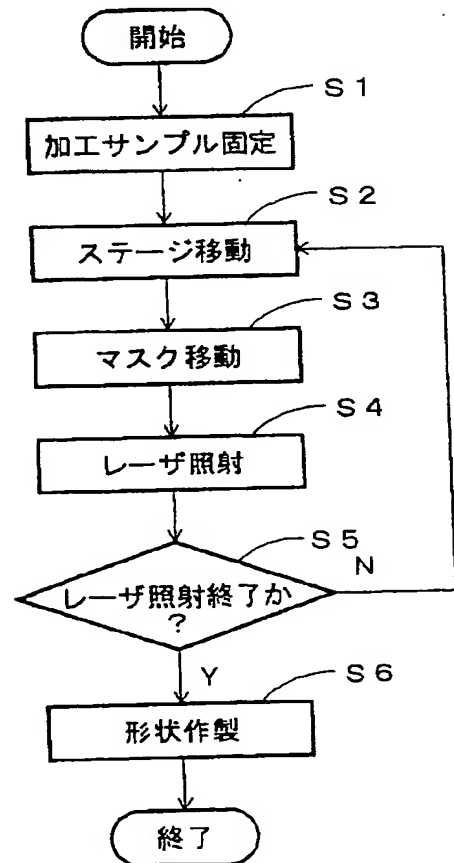 開始
S1
加工サンプル固定
S2
ステージ移動
S3
マスク移動
S4
レーザ照射
S5
レーザ照射終了か
?
N
Y
S6
形状作製
終了